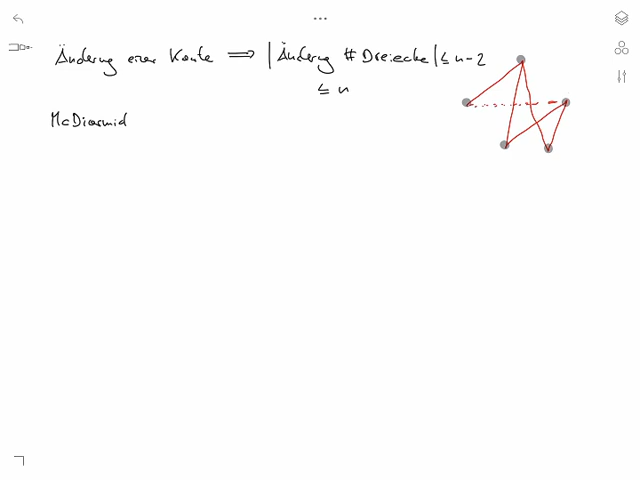 Änderung einer Kante ⟹ | Änderung # Dreiecke | ≤ n-2
≤ n
McDiarmid